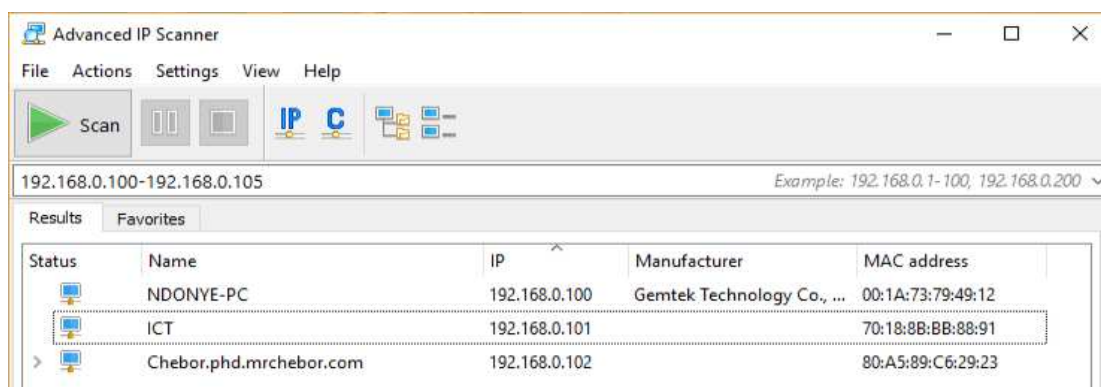 Advanced IP Scanner
File Actions Settings View Help
Scan IP C
192.168.0.100-192.168.0.105 Example: 192.168.0.1-100, 192.168.0.200
Results Favorites
Status Name IP Manufacturer MAC address
NDONYE-PC 192.168.0.100 Gemtek Technology Co., ... 00:1A:73:79:49:12
ICT 192.168.0.101 70:18:8B:BB:88:91
Chebor.phd.mrchebor.com 192.168.0.102 80:A5:89:C6:29:23